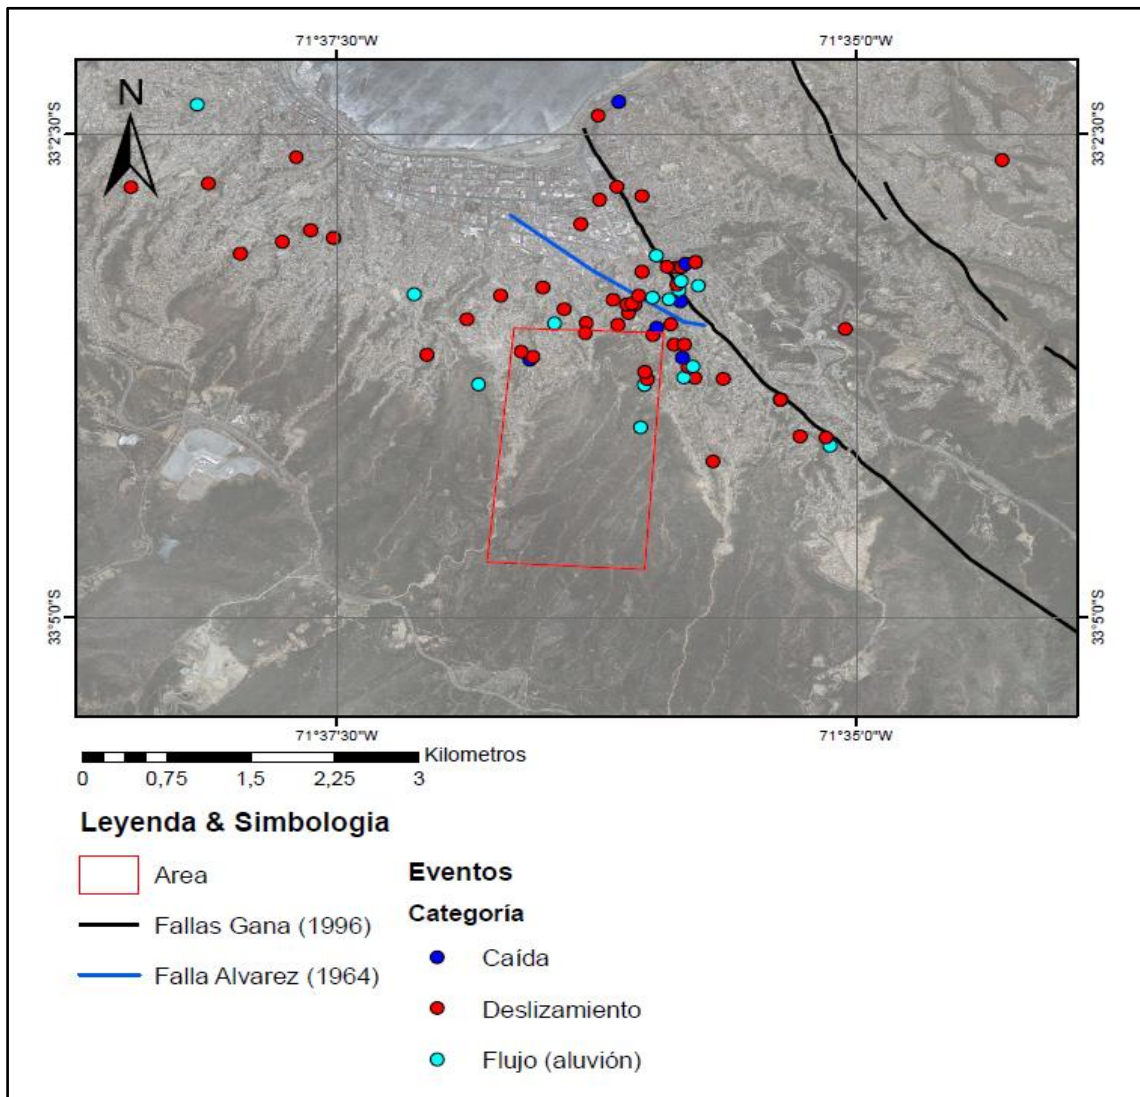 71°37'30"W 71°35'0"W
N
33°2'30"S 33°2'30"S
33°5'0"S 33°5'0"S
71°37'30"W 71°35'0"W
Kilometros
0 0,75 1,5 2,25 3
Leyenda & Simbologia
Area
Fallas Gana (1996)
Falla Alvarez (1964)
Eventos
Categoría
Caída
Deslizamiento
Flujo (aluvión)